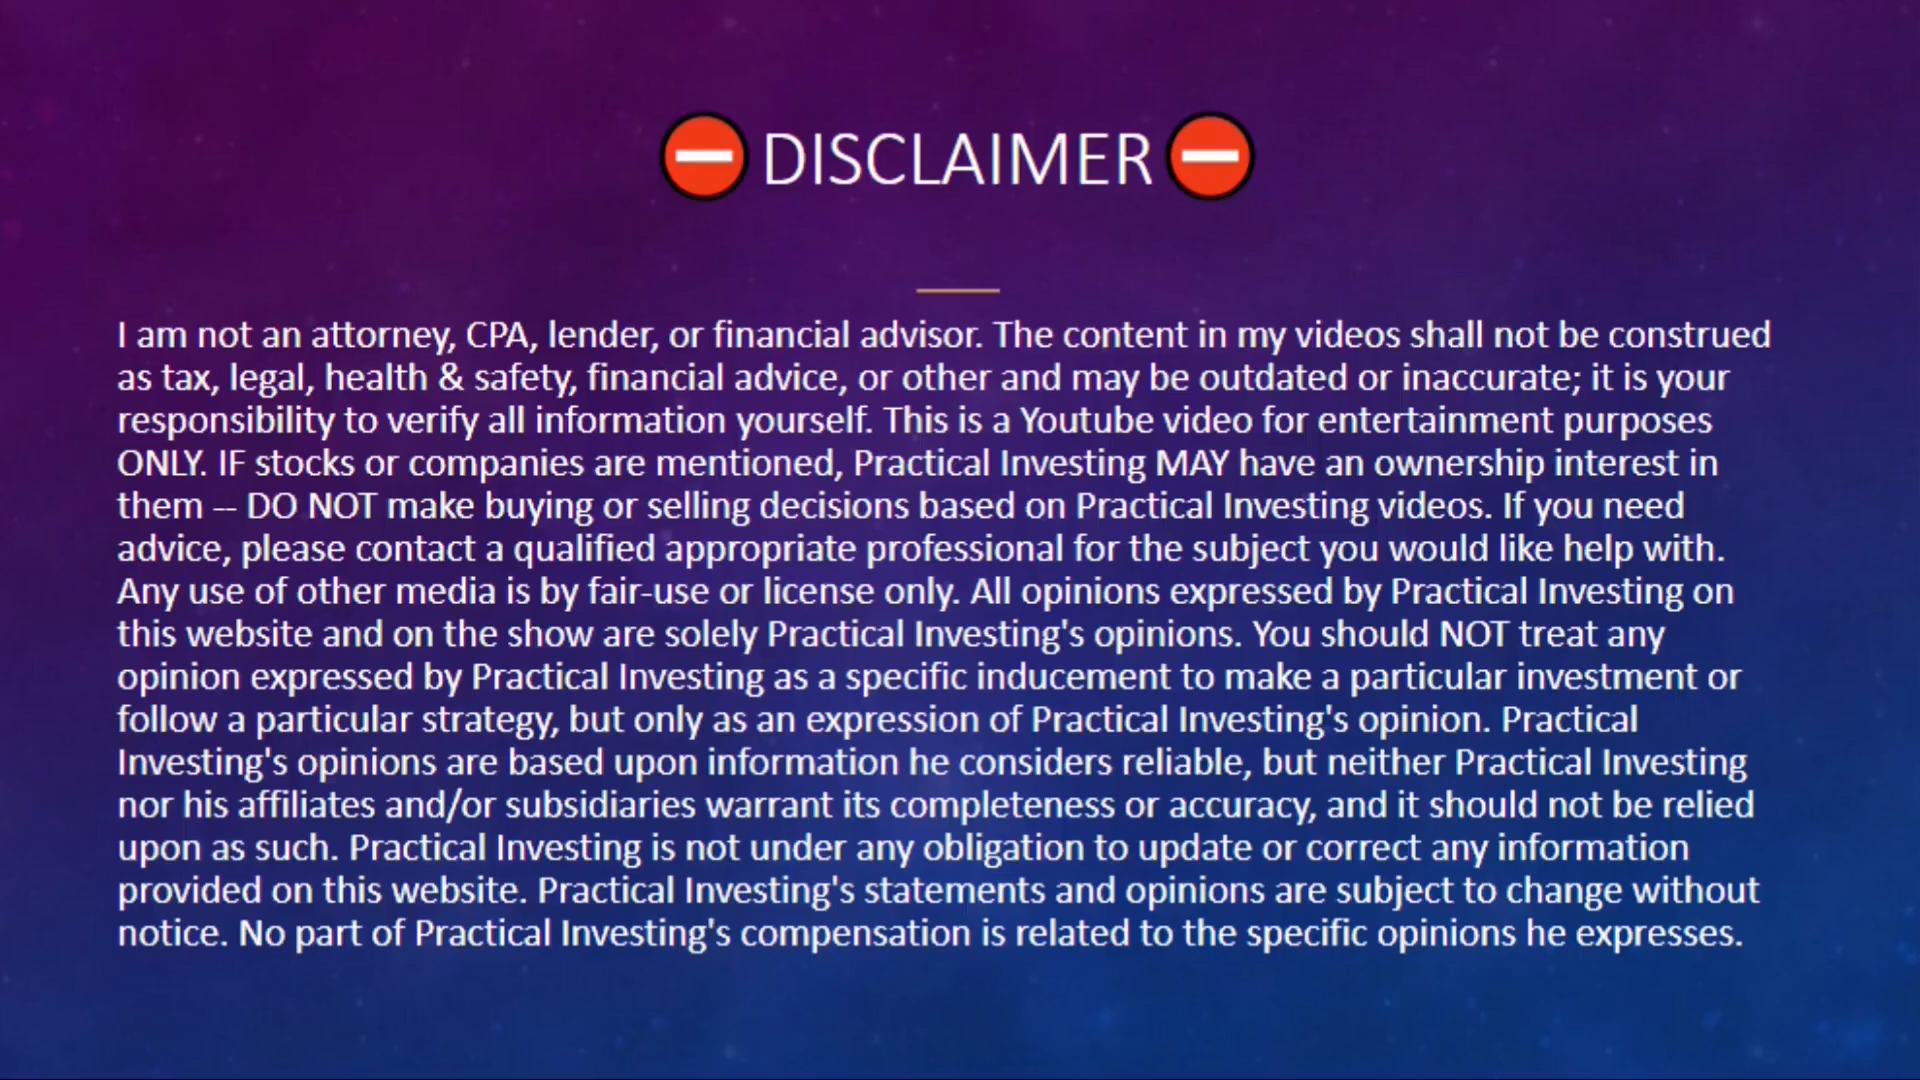 ⛔DISCLAIMER⛔
I am not an attorney, CPA, lender, or financial advisor. The content in my videos shall not be construed
as tax, legal, health & safety, financial advice, or other and may be outdated or inaccurate; it is your
responsibility to verify all information yourself. This is a Youtube video for entertainment purposes
ONLY. IF stocks or companies are mentioned, Practical Investing MAY have an ownership interest in
them -- DO NOT make buying or selling decisions based on Practical Investing videos. If you need
advice, please contact a qualified appropriate professional for the subject you would like help with.
Any use of other media is by fair-use or license only. All opinions expressed by Practical Investing on
this website and on the show are solely Practical Investing's opinions. You should NOT treat any
opinion expressed by Practical Investing as a specific inducement to make a particular investment or
follow a particular strategy, but only as an expression of Practical Investing's opinion. Practical
Investing's opinions are based upon information he considers reliable, but neither Practical Investing
nor his affiliates and/or subsidiaries warrant its completeness or accuracy, and it should not be relied
upon as such. Practical Investing is not under any obligation to update or correct any information
provided on this website. Practical Investing's statements and opinions are subject to change without
notice. No part of Practical Investing's compensation is related to the specific opinions he expresses.